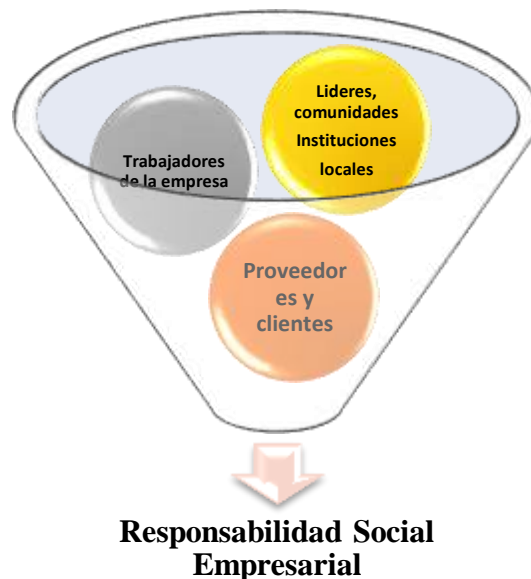 Lideres,
comunidades
Instituciones
locales
Trabajadores
de la empresa
Proveedor
es y
clientes
Responsabilidad Social
Empresarial